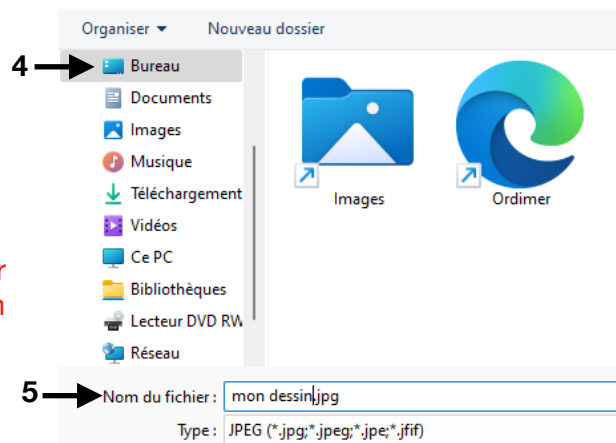 Organiser Nouveau dossier
4 Bureau
Documents
Images
Musique
Téléchargement
Vidéos
Ce PC
Bibliothèques
Lecteur DVD RW
Réseau
Images Ordimer
r
n
5 Nom du fichier : mon dessin.jpg
Type : JPEG (*.jpg;*.jpeg;*.jpe;*.jfif)